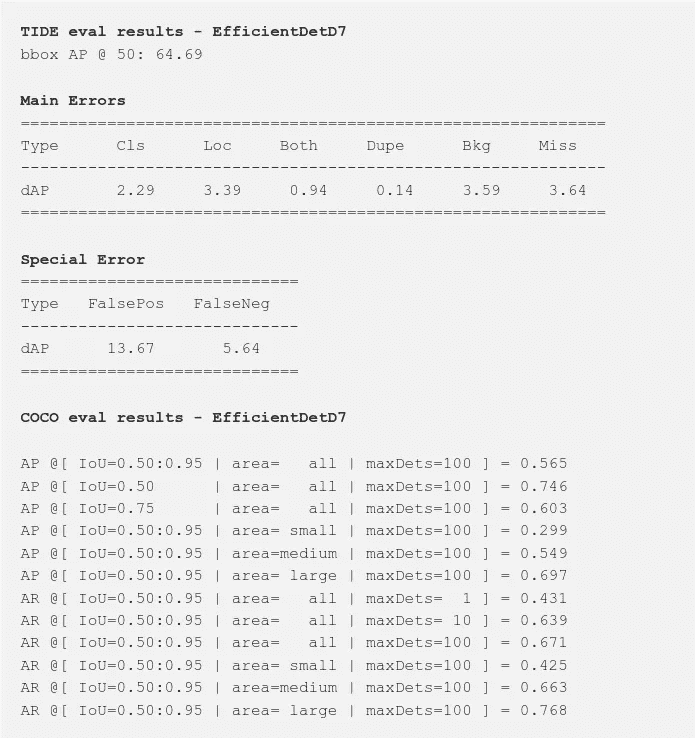 TIDE eval results - EfficientDetD7
bbox AP @ 50: 64.69
Main Errors
=============================================================
Type      Cls      Loc     Both     Dupe      Bkg     Miss
-------------------------------------------------------------
dAP       2.29     3.39     0.94     0.14     3.59     3.64
=============================================================
Special Error
=============================
Type   FalsePos   FalseNeg
-----------------------------
dAP      13.67       5.64
=============================
COCO eval results - EfficientDetD7
AP @[ IoU=0.50:0.95 | area=   all | maxDets=100 ] = 0.565
AP @[ IoU=0.50      | area=   all | maxDets=100 ] = 0.746
AP @[ IoU=0.75      | area=   all | maxDets=100 ] = 0.603
AP @[ IoU=0.50:0.95 | area= small | maxDets=100 ] = 0.299
AP @[ IoU=0.50:0.95 | area=medium | maxDets=100 ] = 0.549
AP @[ IoU=0.50:0.95 | area= large | maxDets=100 ] = 0.697
AR @[ IoU=0.50:0.95 | area=   all | maxDets=  1 ] = 0.431
AR @[ IoU=0.50:0.95 | area=   all | maxDets= 10 ] = 0.639
AR @[ IoU=0.50:0.95 | area=   all | maxDets=100 ] = 0.671
AR @[ IoU=0.50:0.95 | area= small | maxDets=100 ] = 0.425
AR @[ IoU=0.50:0.95 | area=medium | maxDets=100 ] = 0.663
AR @[ IoU=0.50:0.95 | area= large | maxDets=100 ] = 0.768